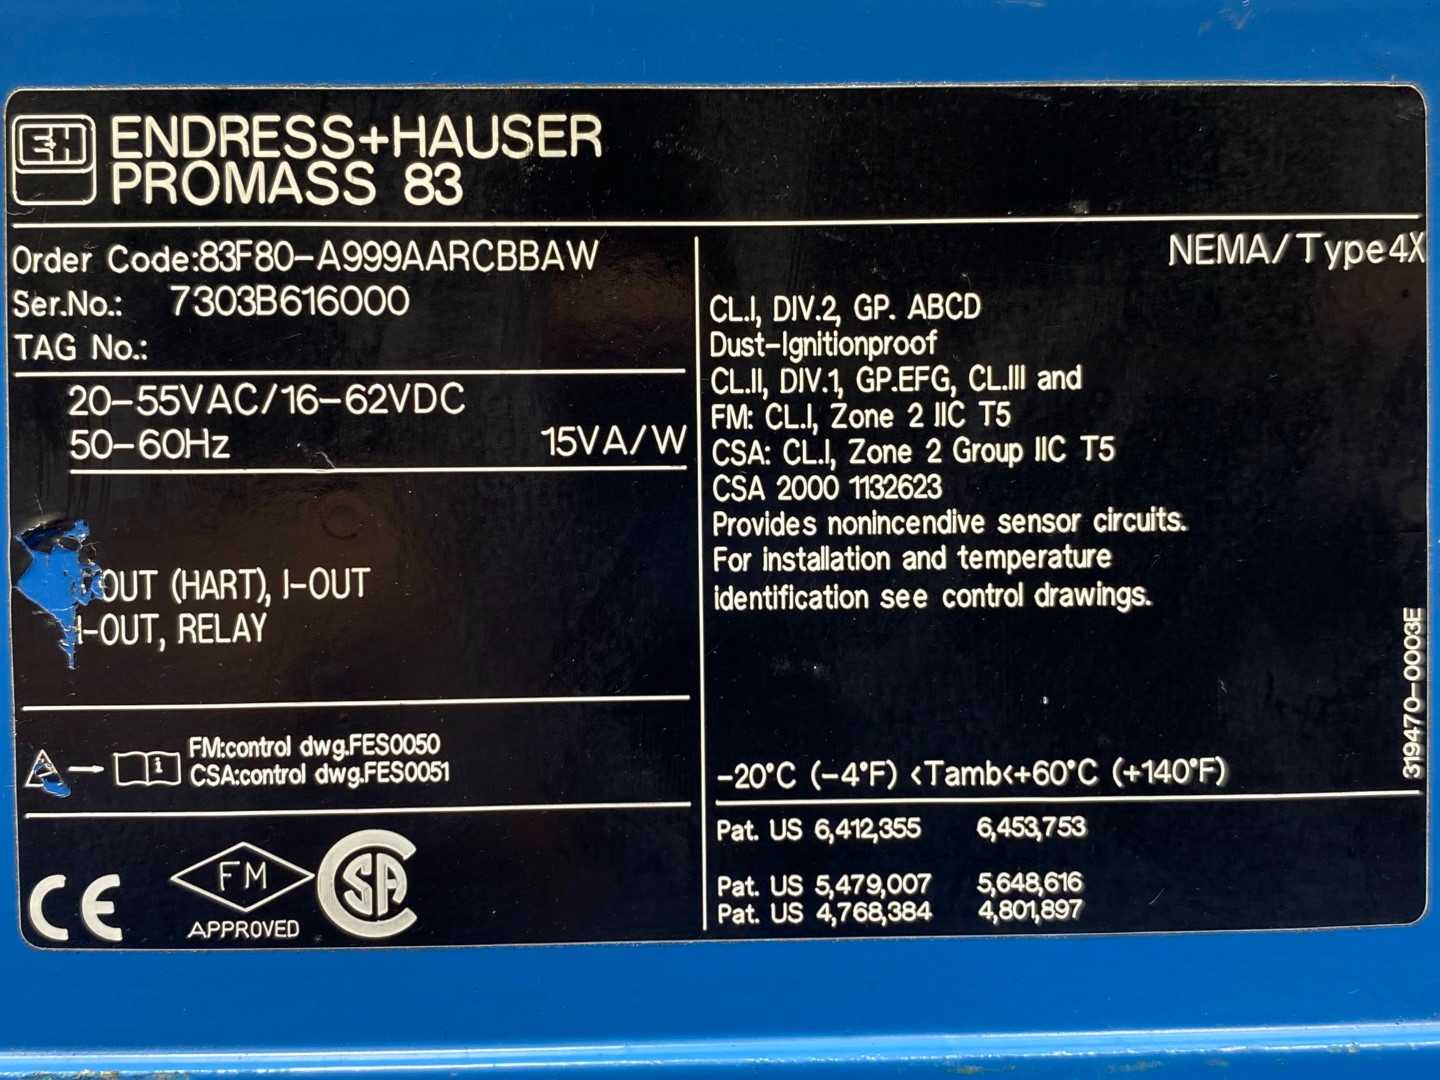 ENDRESS+HAUSER
PROMASS 83
Order Code:83F80-A999AARCBBAW
Ser.No.: 7303B616000
TAG No.:
20-55VAC/16-62VDC
50-60Hz 15VA/W
OUT (HART), I-OUT
I-OUT, RELAY
FM:control dwg.FES0050
CSA:control dwg.FES0051
CE
FM
APPROVED
CSA
NEMA/Type4X
CL.I, DIV.2, GP. ABCD
Dust-Ignitionproof
CL.II, DIV.1, GP.EFG, CL.III and
FM: CL.I, Zone 2 IIC T5
CSA: CL.I, Zone 2 Group IIC T5
CSA 2000 1132623
Provides nonincendive sensor circuits.
For installation and temperature
identification see control drawings.
-20°C (-4°F) <Tamb<+60°C (+140°F)
Pat. US 6,412,355 6,453,753
Pat. US 5,479,007 5,648,616
Pat. US 4,768,384 4,801,897
319470-0003E